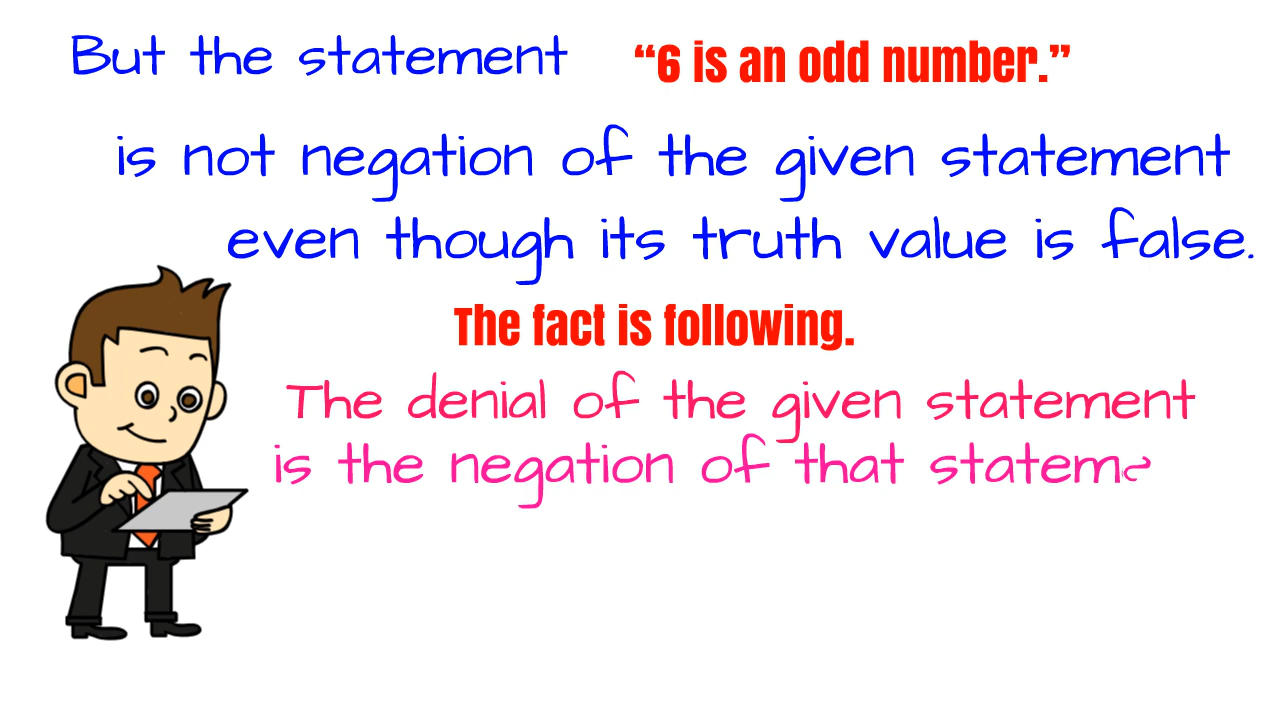 But the statement “6 is an odd number.”
is not negation of the given statement
even though its truth value is false.
The fact is following.
The denial of the given statement
is the negation of that statem